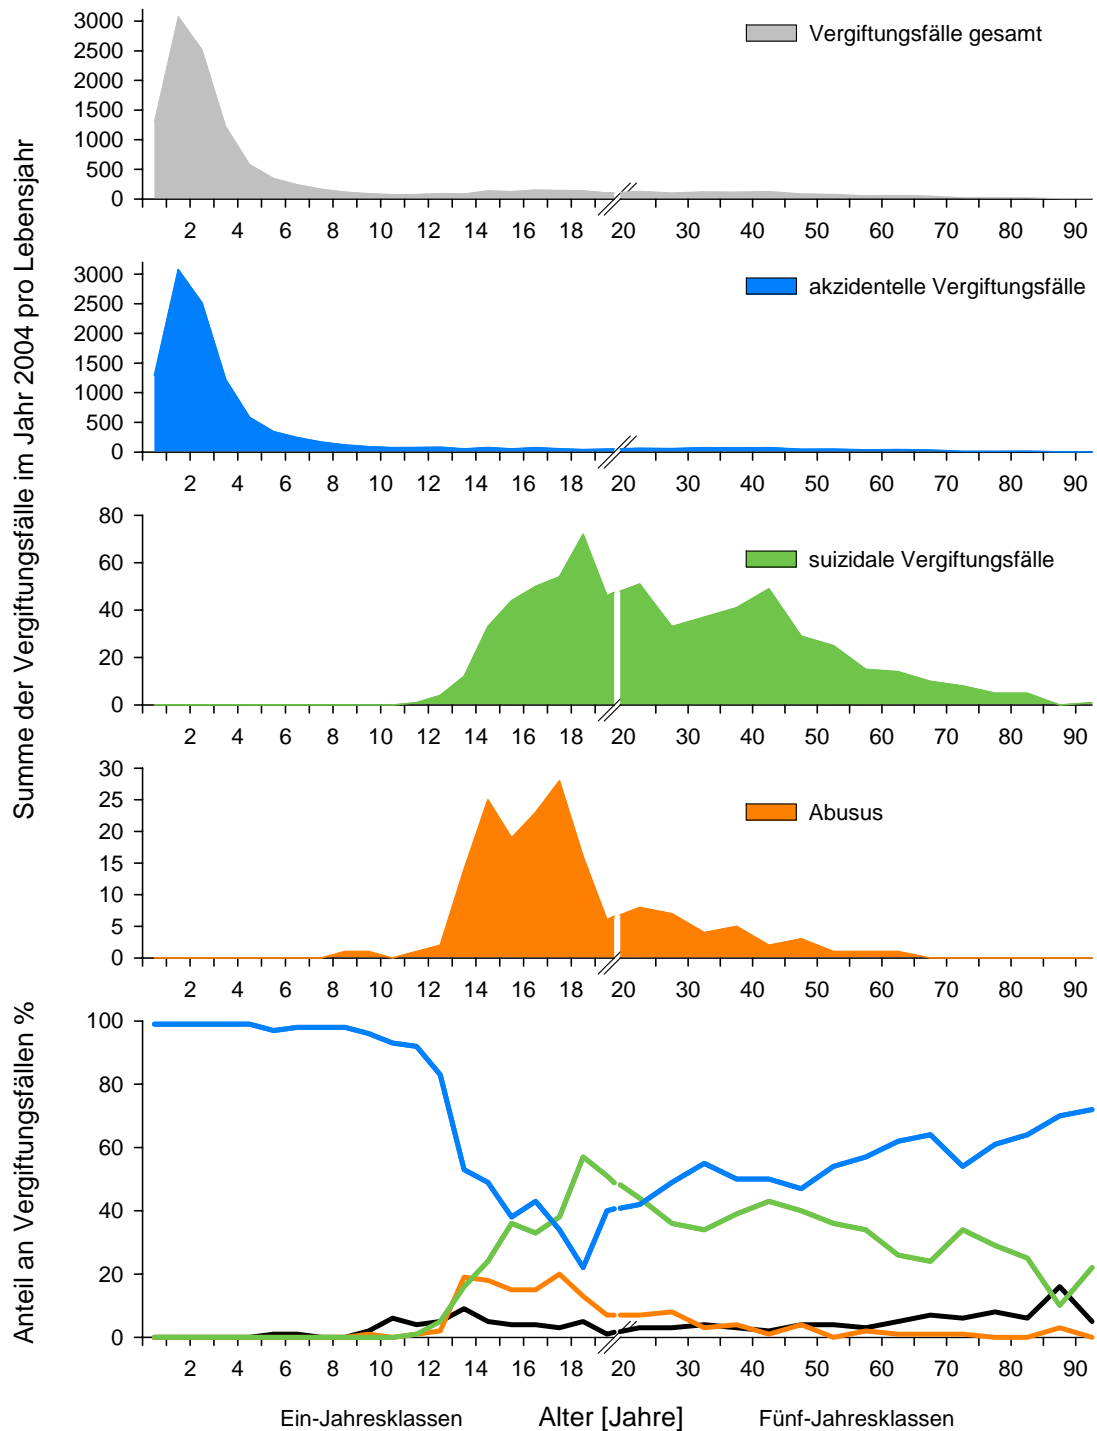 Summe der Vergiftungsfälle im Jahr 2004 pro Lebensjahr
Vergiftungsfälle gesamt
3000
2500
2000
1500
1000
500
0
2 4 6 8 10 12 14 16 18 20 30 40 50 60 70 80 90
akzidentelle Vergiftungsfälle
3000
2500
2000
1500
1000
500
0
2 4 6 8 10 12 14 16 18 20 30 40 50 60 70 80 90
suizidale Vergiftungsfälle
80
60
40
20
0
2 4 6 8 10 12 14 16 18 20 30 40 50 60 70 80 90
Abusus
30
25
20
15
10
5
0
2 4 6 8 10 12 14 16 18 20 30 40 50 60 70 80 90
Anteil an Vergiftungsfällen %
100
80
60
40
20
0
2 4 6 8 10 12 14 16 18 20 30 40 50 60 70 80 90
Ein-Jahresklassen Alter [Jahre] Fünf-Jahresklassen